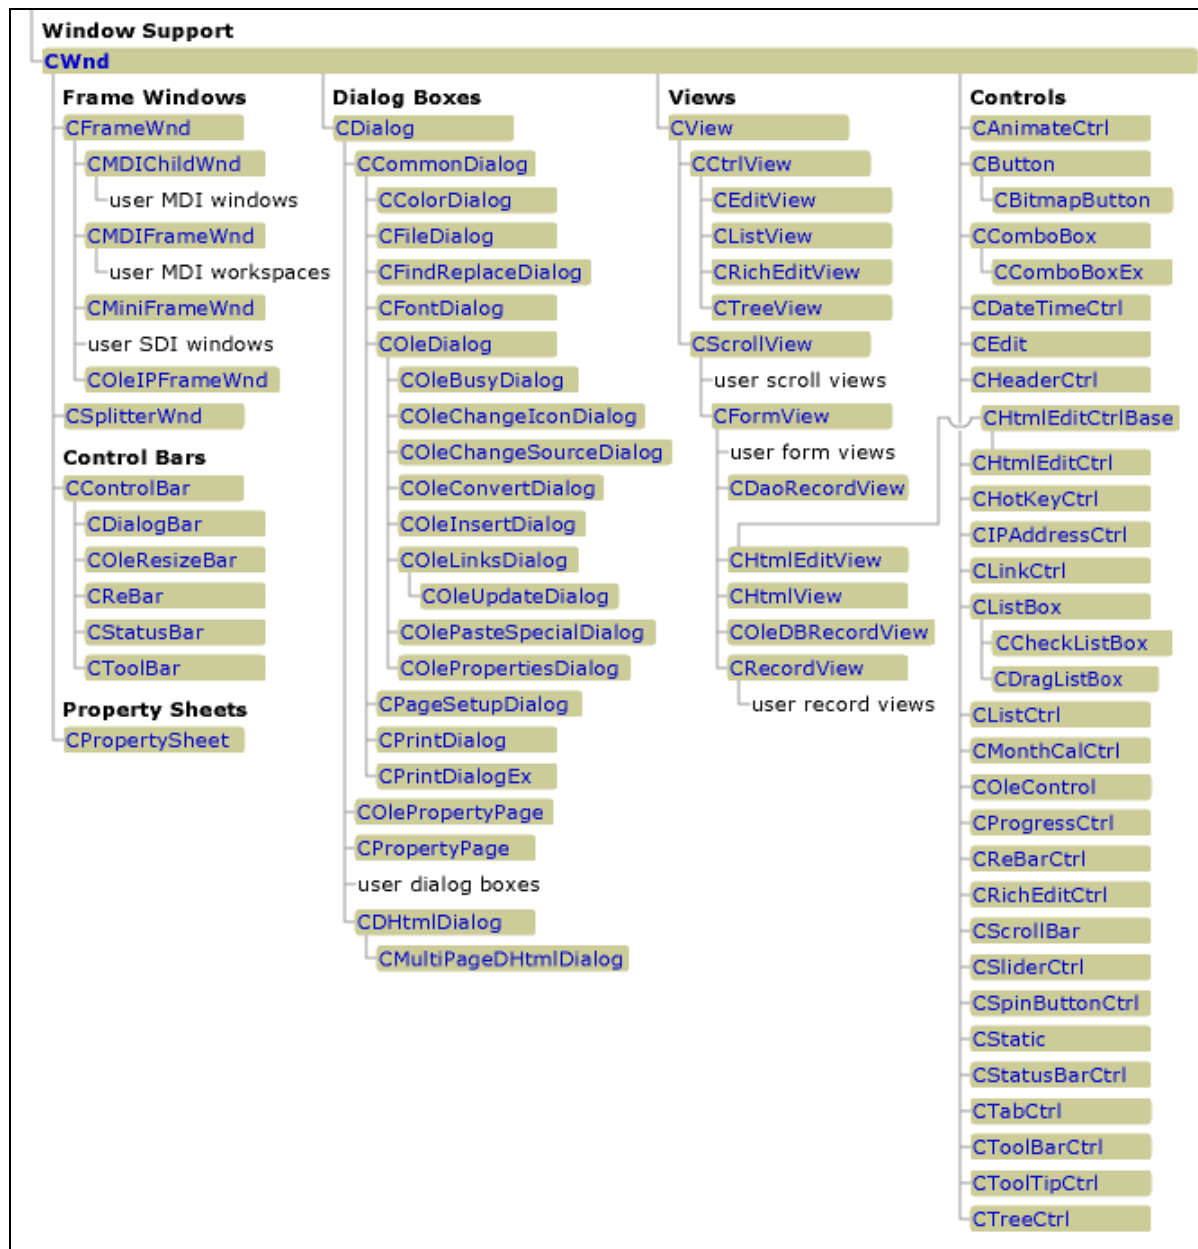 Window Support
CWnd
Frame Windows
CFrameWnd
CMDIChildWnd
user MDI windows
CMDIFrameWnd
user MDI workspaces
CMiniFrameWnd
user SDI windows
COleIPFrameWnd
CSplitterWnd
Control Bars
CControlBar
CDialogBar
COleResizeBar
CReBar
CStatusBar
CToolBar
Property Sheets
CPropertySheet
Dialog Boxes
CDialog
CCommonDialog
CColorDialog
CFileDialog
CFindReplaceDialog
CFontDialog
COleDialog
COleBusyDialog
COleChangeIconDialog
COleChangeSourceDialog
COleConvertDialog
COleInsertDialog
COleLinksDialog
COleUpdateDialog
COlePasteSpecialDialog
COlePropertiesDialog
CPageSetupDialog
CPrintDialog
CPrintDialogEx
COlePropertyPage
CPropertyPage
user dialog boxes
CDHtmlDialog
CMultiPageDHtmlDialog
Views
CView
CCtrlView
CEditView
CListView
CRichEditView
CTreeView
CScrollView
user scroll views
CFormView
user form views
CDaoRecordView
CHtmlEditView
CHtmlView
COleDBRecordView
CRecordView
user record views
Controls
CAnimateCtrl
CButton
CBitmapButton
CComboBox
CComboBoxEx
CDateTimeCtrl
CEdit
CHeaderCtrl
CHtmlEditCtrlBase
CHtmlEditCtrl
CHotKeyCtrl
CIPAddressCtrl
CLinkCtrl
CListBox
CCheckListBox
CDragListBox
CListCtrl
CMonthCalCtrl
COleControl
CProgressCtrl
CReBarCtrl
CRichEditCtrl
CScrollBar
CSliderCtrl
CSpinButtonCtrl
CStatic
CStatusBarCtrl
CTabCtrl
CToolBarCtrl
CToolTipCtrl
CTreeCtrl